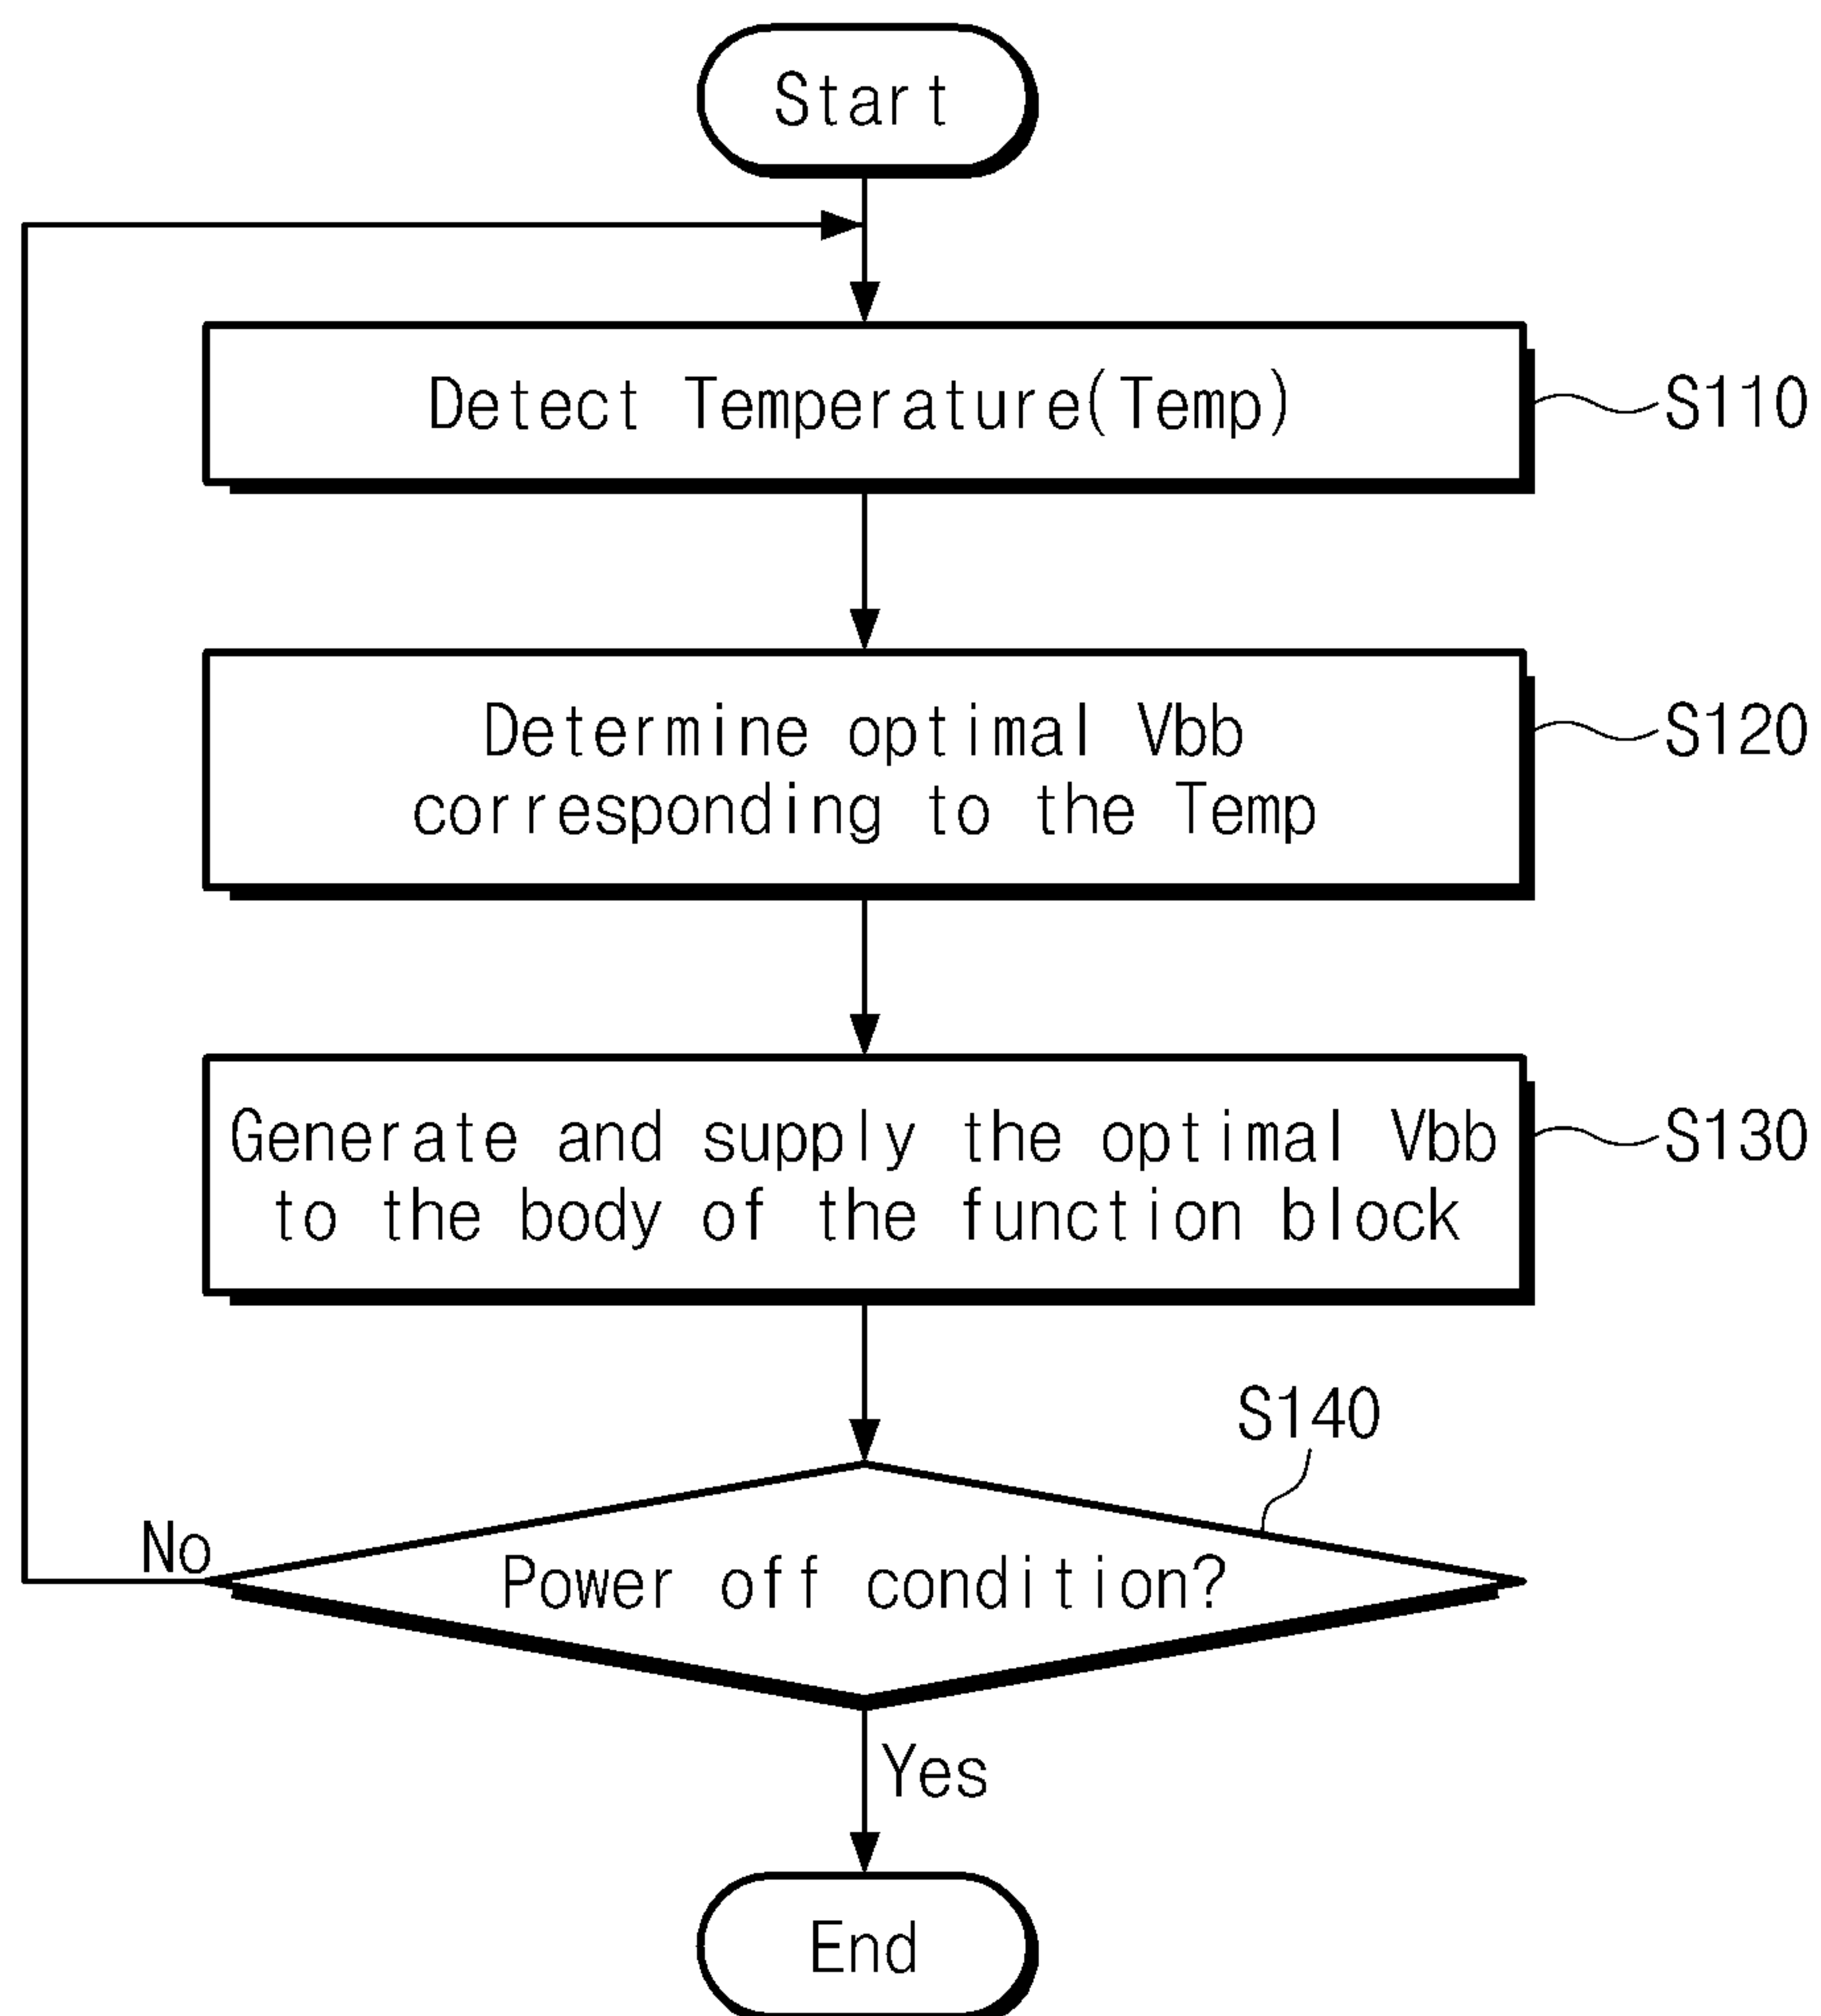 Start
Detect Temperature(Temp)
S110
Determine optimal Vbb
corresponding to the Temp
S120
Generate and supply the optimal Vbb
to the body of the function block
S130
S140
Power off condition?
No
Yes
End